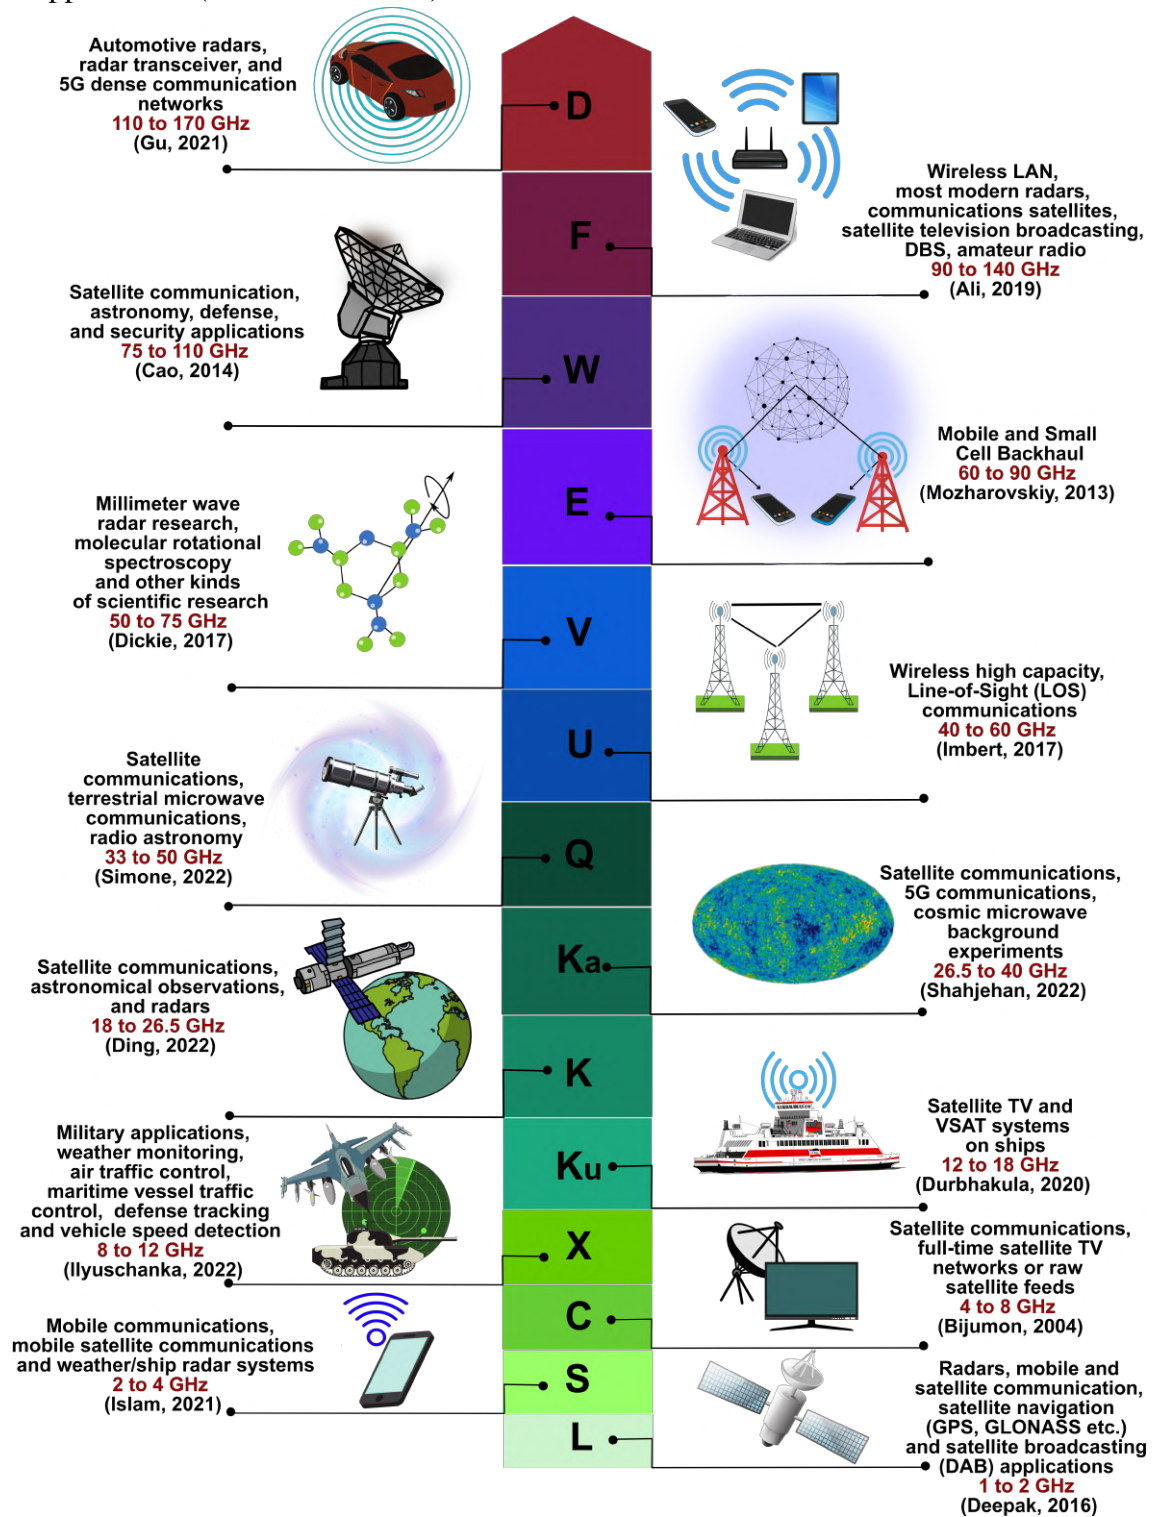 Automotive radars,
radar transceiver, and
5G dense communication
networks
110 to 170 GHz
(Gu, 2021)
D
Wireless LAN,
most modern radars,
communications satellites,
satellite television broadcasting,
DBS, amateur radio
90 to 140 GHz
(Ali, 2019)
F
Satellite communication,
astronomy, defense,
and security applications
75 to 110 GHz
(Cao, 2014)
W
Mobile and Small
Cell Backhaul
60 to 90 GHz
(Mozharovskiy, 2013)
E
Millimeter wave
radar research,
molecular rotational
spectroscopy
and other kinds
of scientific research
50 to 75 GHz
(Dickie, 2017)
V
Wireless high capacity,
Line-of-Sight (LOS)
communications
40 to 60 GHz
(Imbert, 2017)
U
Satellite
communications,
terrestrial microwave
communications,
radio astronomy
33 to 50 GHz
(Simone, 2022)
Q
Satellite communications,
5G communications,
cosmic microwave
background
experiments
26.5 to 40 GHz
(Shahjehan, 2022)
Ka
Satellite communications,
astronomical observations,
and radars
18 to 26.5 GHz
(Ding, 2022)
K
Satellite TV and
VSAT systems
on ships
12 to 18 GHz
(Durbhakula, 2020)
Ku
Military applications,
weather monitoring,
air traffic control,
maritime vessel traffic
control, defense tracking
and vehicle speed detection
8 to 12 GHz
(Ilyuschanka, 2022)
X
Satellite communications,
full-time satellite TV
networks or raw
satellite feeds
4 to 8 GHz
(Bijumon, 2004)
C
Mobile communications,
mobile satellite communications
and weather/ship radar systems
2 to 4 GHz
(Islam, 2021)
S
Radars, mobile and
satellite communication,
satellite navigation
(GPS, GLONASS etc.)
and satellite broadcasting
(DAB) applications
1 to 2 GHz
(Deepak, 2016)
L